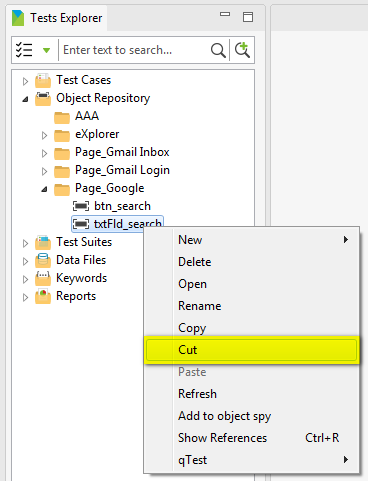 Tests Explorer
Enter text to search...
Test Cases
Object Repository
AAA
eXplorer
Page_Gmail Inbox
Page_Gmail Login
Page_Google
btn_search
txtFld_search
Test Suites
Data Files
Keywords
Reports
New
Delete
Open
Rename
Copy
Cut
Paste
Refresh
Add to object spy
Show References Ctrl+R
qTest